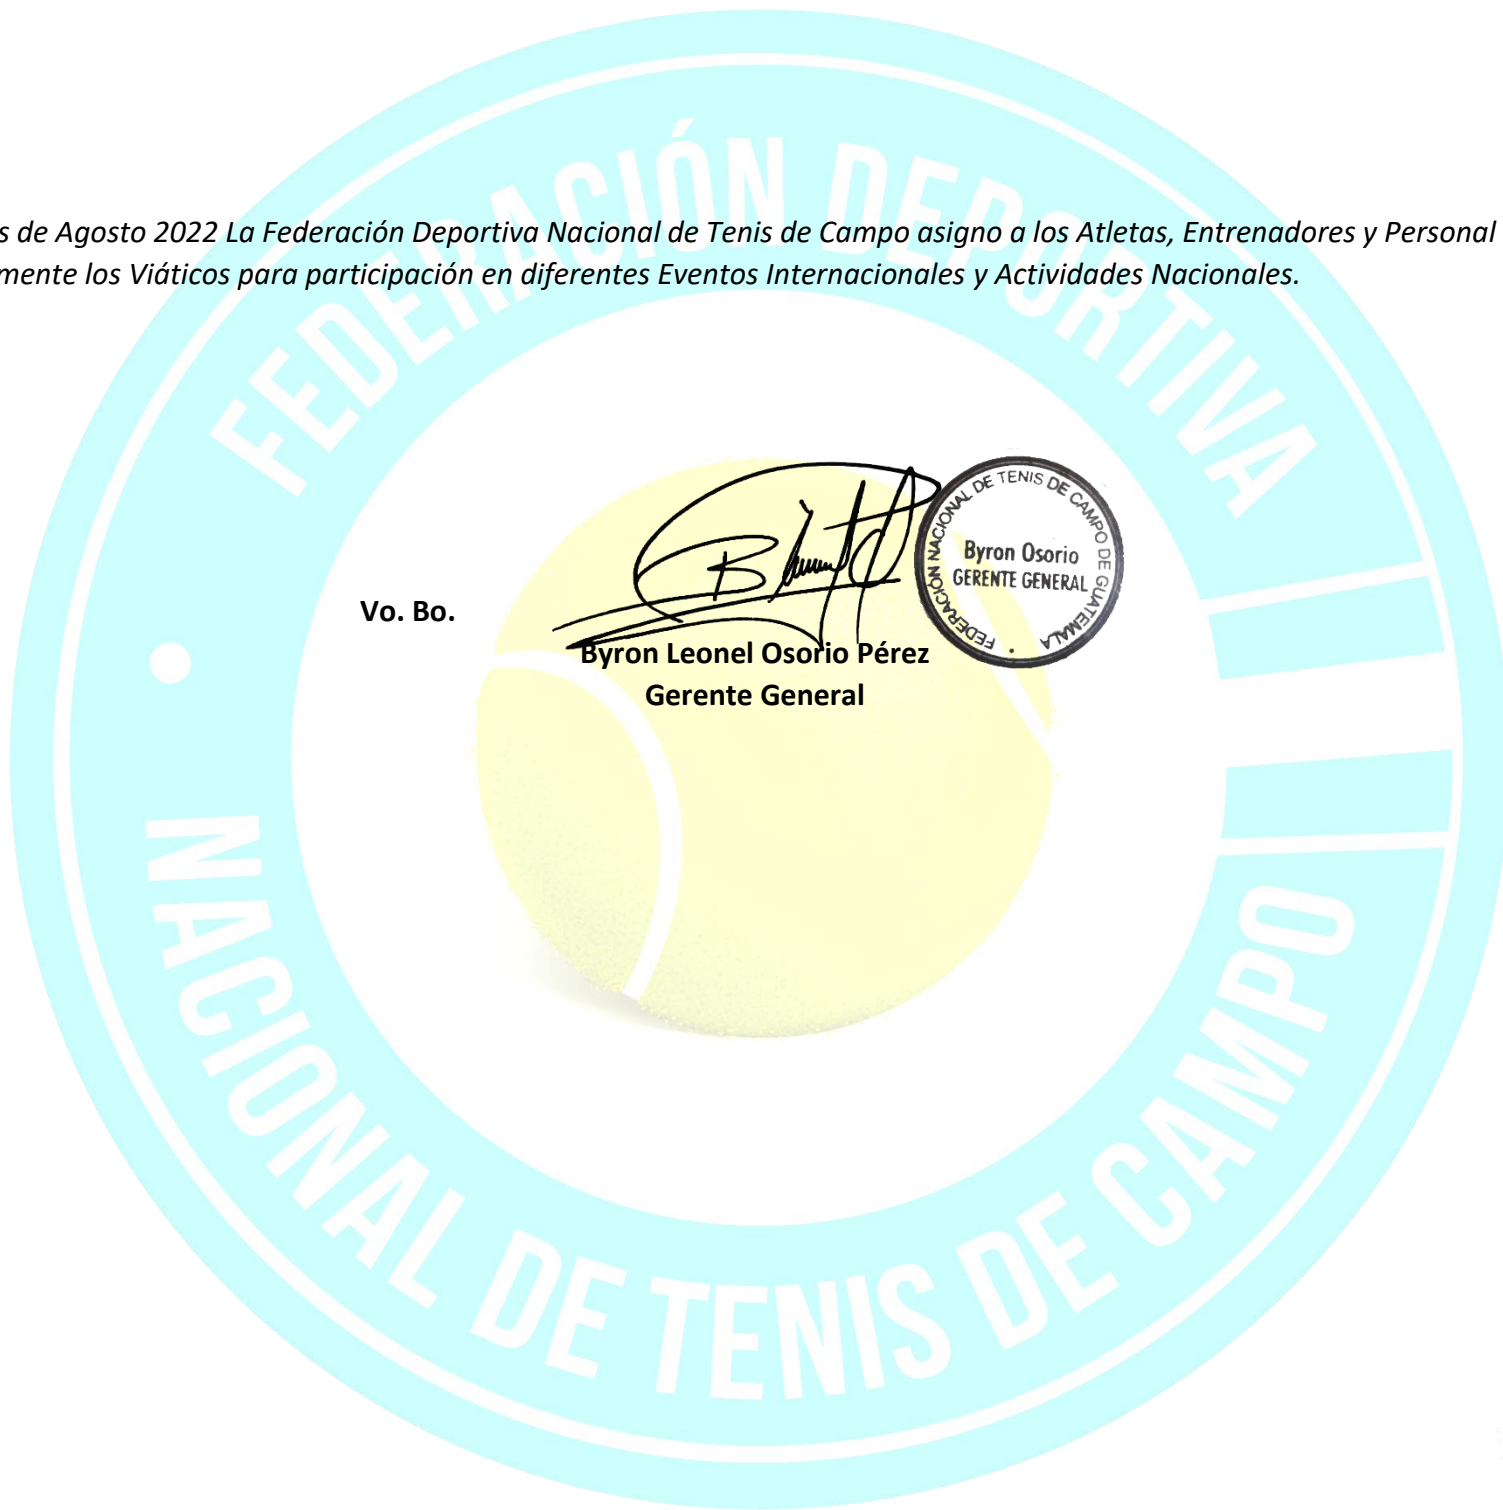 s de Agosto 2022 La Federación Deportiva Nacional de Tenis de Campo asigno a los Atletas, Entrenadores y Personal
mente los Viáticos para participación en diferentes Eventos Internacionales y Actividades Nacionales.
FEDERACIÓN DEPORTIVA
FEDERACIÓN NACIONAL DE TENIS DE CAMPO DE GUATEMALA
Byron Osorio
GERENTE GENERAL
Vo. Bo.
Byron Leonel Osorio Pérez
Gerente General
NACIONAL DE TENIS DE CAMPO